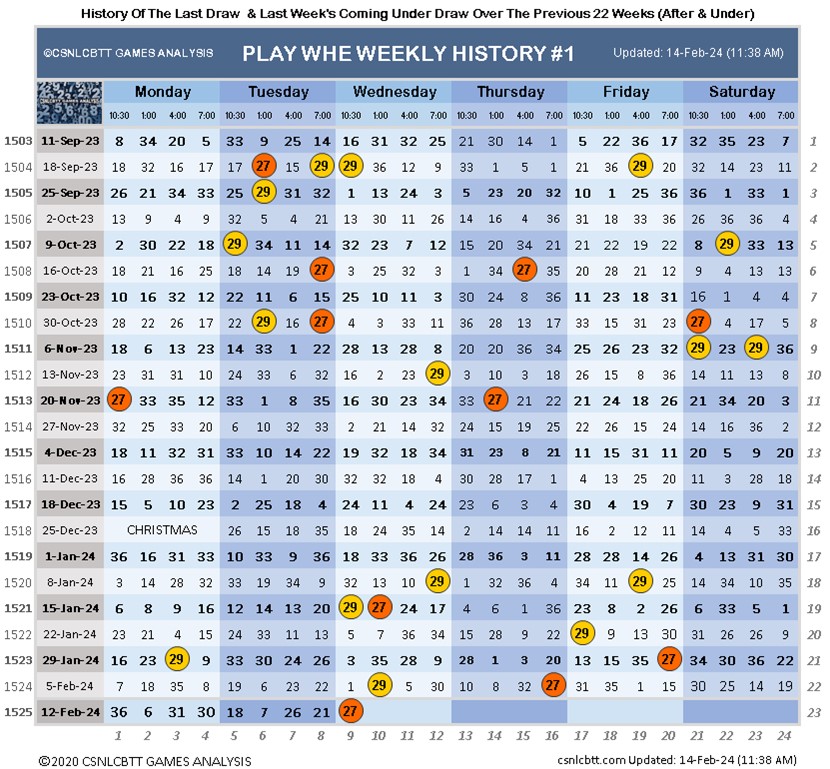 History Of The Last Draw & Last Week's Coming Under Draw Over The Previous 22 Weeks (After & Under)
©CSNLCBTT GAMES ANALYSIS PLAY WHE WEEKLY HISTORY #1 Updated: 14-Feb-24 (11:38 AM)
CSNLCBTT GAMES ANALYSIS Monday Tuesday Wednesday Thursday Friday Saturday
10:30 1:00 4:00 7:00 10:30 1:00 4:00 7:00 10:30 1:00 4:00 7:00 10:30 1:00 4:00 7:00 10:30 1:00 4:00 7:00 10:30 1:00 4:00 7:00
1503 11-Sep-23 8 34 20 5 33 9 25 14 16 31 32 25 21 30 14 1 5 22 36 17 32 35 23 7 1
1504 18-Sep-23 18 32 16 17 17 27 15 29 29 36 12 9 33 1 5 1 21 36 29 20 32 14 23 11 2
1505 25-Sep-23 26 21 34 33 25 29 31 32 1 13 24 3 5 23 20 32 10 1 25 36 36 1 33 1 3
1506 2-Oct-23 13 9 4 9 32 5 4 21 13 30 11 26 14 16 4 36 31 18 33 36 26 36 36 4 4
1507 9-Oct-23 2 30 22 18 29 34 11 14 32 23 7 12 15 20 34 21 21 22 19 22 8 29 33 13 5
1508 16-Oct-23 18 21 16 25 18 14 19 27 3 25 32 3 1 34 27 35 20 28 21 12 9 4 13 13 6
1509 23-Oct-23 10 16 32 12 22 11 6 15 25 10 11 3 30 24 8 36 11 23 18 31 16 1 4 4 7
1510 30-Oct-23 28 22 26 17 22 29 16 27 4 3 33 11 36 28 13 17 33 15 31 23 27 4 17 5 8
1511 6-Nov-23 18 6 13 23 14 33 1 22 28 13 28 8 20 20 36 34 25 26 23 32 29 23 29 36 9
1512 13-Nov-23 23 31 31 10 24 33 6 32 16 2 23 29 3 10 3 18 26 15 8 36 14 11 13 8 10
1513 20-Nov-23 27 33 35 12 33 1 8 35 16 30 23 34 33 27 21 22 21 24 18 26 21 34 20 3 11
1514 27-Nov-23 32 25 33 20 6 10 32 33 2 21 14 32 24 15 19 25 22 26 15 24 14 16 36 2 12
1515 4-Dec-23 18 11 32 31 33 10 14 22 19 32 18 34 31 23 8 21 11 15 31 35 20 5 9 20 13
1516 11-Dec-23 16 28 36 36 14 1 20 30 32 32 18 4 30 28 17 1 4 13 25 20 11 3 28 18 14
1517 18-Dec-23 15 5 10 23 2 25 18 4 24 11 4 24 23 6 3 4 30 4 19 7 30 23 9 31 15
1518 25-Dec-23 CHRISTMAS 26 15 18 35 18 24 35 14 2 14 14 11 16 2 12 11 14 4 5 33 16
1519 1-Jan-24 36 16 31 33 10 33 9 36 18 33 36 26 28 36 3 11 28 28 14 26 4 13 31 30 17
1520 8-Jan-24 3 14 28 32 33 19 34 9 32 13 10 29 1 32 36 4 34 11 29 25 14 34 10 35 18
1521 15-Jan-24 6 8 9 16 12 14 13 20 29 27 24 17 4 6 1 36 23 8 2 26 6 33 5 1 19
1522 22-Jan-24 23 21 4 15 24 33 11 13 5 7 36 34 15 28 9 22 29 9 13 30 31 26 26 9 20
1523 29-Jan-24 16 23 29 9 33 30 24 26 3 35 28 9 28 1 3 20 13 15 35 27 34 30 36 22 21
1524 5-Feb-24 7 18 35 8 19 6 23 22 1 29 5 30 10 8 32 27 31 35 1 15 30 25 14 19 22
1525 12-Feb-24 36 6 31 30 18 7 26 21 27 23
1 2 3 4 5 6 7 8 9 10 11 12 13 14 15 16 17 18 19 20 21 22 23 24
©2020 CSNLCBTT GAMES ANALYSIS csnlcbtt.com Updated: 14-Feb-24 (11:38 AM)